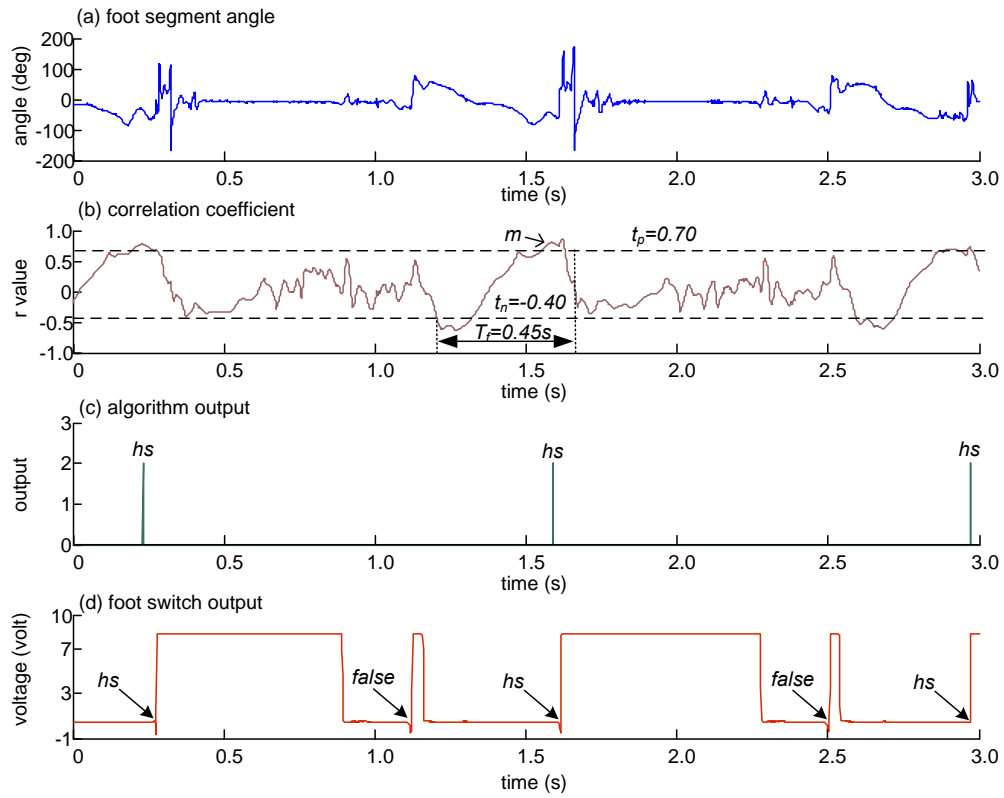 (a) foot segment angle
angle (deg)
200
100
0
-100
-200
0 0.5 1.0 1.5 2.0 2.5 3.0
time (s)
(b) correlation coefficient
r value
1.0
0.5
0
-0.5
-1.0
m
tp=0.70
tn=-0.40
Tf=0.45s
0 0.5 1.0 1.5 2.0 2.5 3.0
time (s)
(c) algorithm output
output
3
2
1
0
hs hs hs
0 0.5 1.0 1.5 2.0 2.5 3.0
time (s)
(d) foot switch output
voltage (volt)
10
7
3
-1
hs false hs false hs
0 0.5 1.0 1.5 2.0 2.5 3.0
time (s)